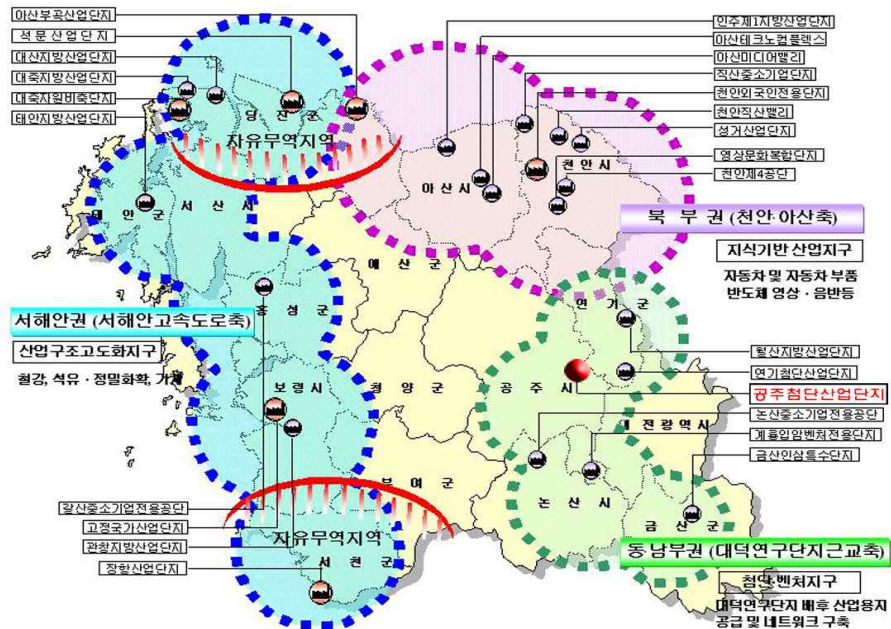 아산부곡산업단지
석문산업단지
대산지방산업단지
대죽지방산업단지
대죽자원비축단지
태안지방산업단지
인주제1지방산업단지
아산테크노컴플렉스
아산미디어밸리
직산중소기업단지
천안외국인전용단지
천안직산밸리
성거산업단지
영상문화복합단지
천안제4공단
당진군
자유무역지역
아산시
천안시
태안군
서산시
북 부 권 (천안·아산축)
지식기반 산업지구
자동차 및 자동차 부품
반도체 영상·음반등
예산군
홍성군
연기군
서해안권 (서해안고속도로축)
산업구조고도화지구
철강, 석유·정밀화학, 기계
보령시
청양군
공주시
월산지방산업단지
연기첨단산업단지
공주첨단산업단지
대전광역시
논산중소기업전용공단
계룡입암벤처전용단지
금산인삼특수단지
부여군
논산시
금산군
갈산중소기업전용공단
고정국가산업단지
관창지방산업단지
장항산업단지
자유무역지역
서천군
동남부권 (대덕연구단지근교축)
첨단·벤처지구
대덕연구단지 배후 산업용지
공급 및 네트워크 구축